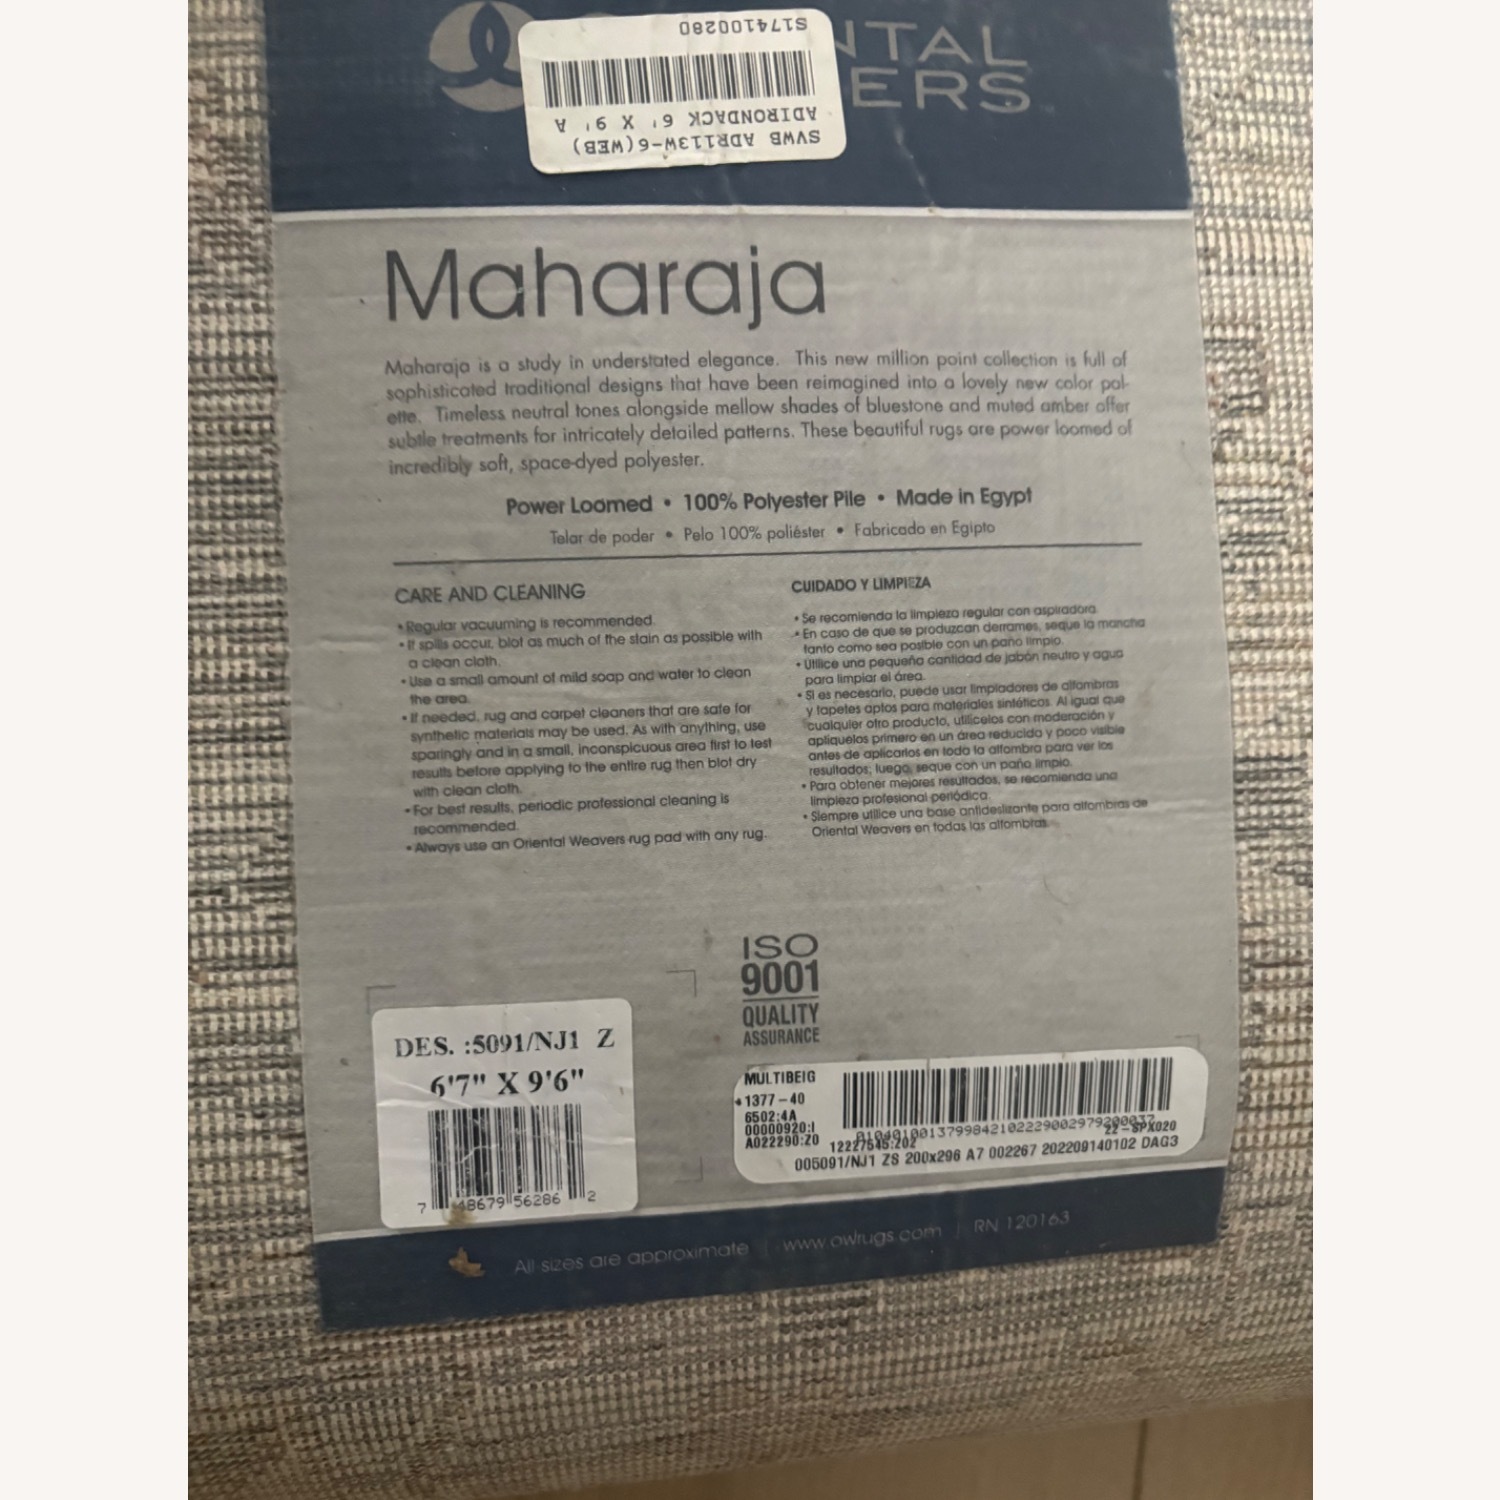 NTAL
ERS
SVWB ADR113W-6(WEB)
ADIRONDACK 6' X 9' A
S174100280
Maharaja
Maharaja is a study in understated elegance. This new million point collection is full of
sophisticated traditional designs that have been reimagined into a lovely new color pal-
ette. Timeless neutral tones alongside mellow shades of bluestone and muted amber offer
subtle treatments for intricately detailed patterns. These beautiful rugs are power loomed of
incredibly soft, space-dyed polyester.
Power Loomed • 100% Polyester Pile • Made in Egypt
Telar de poder • Pelo 100% poliéster • Fabricado en Egipto
CARE AND CLEANING
• Regular vacuuming is recommended.
• If spills occur, blot as much of the stain as possible with
a clean cloth.
• Use a small amount of mild soap and water to clean
the area.
• If needed, rug and carpet cleaners that are safe for
synthetic materials may be used. As with anything, use
sparingly and in a small, inconspicuous area first to test
results before applying to the entire rug then blot dry
with clean cloth.
• For best results, periodic professional cleaning is
recommended.
• Always use an Oriental Weavers rug pad with any rug.
CUIDADO Y LIMPIEZA
• Se recomienda la limpieza regular con aspiradora.
• En caso de que se produzcan derrames, seque la mancha
tanto como sea posible con un paño limpio.
• Utilice una pequeña cantidad de jabón neutro y agua
para limpiar el área.
• Si es necesario, puede usar limpiadores de alfombras
y tapetes aptos para materiales sintéticos. Al igual que
cualquier otro producto, utilícelos con moderación y
aplíquelos primero en un área reducida y poco visible
antes de aplicarlos en toda la alfombra para ver los
resultados; luego, seque con un paño limpio.
• Para obtener mejores resultados, se recomienda una
limpieza profesional periódica.
• Siempre utilice una base antideslizante para alfombras de
Oriental Weavers en todas las alfombras.
ISO
9001
QUALITY
ASSURANCE
DES. :5091/NJ1 Z
6'7" X 9'6"
7 48679 56286 2
MULTIBEIG
1377-40
6502:4A
00000920:I
A022290:Z0
12227545:202
22-SPX020
005091/NJ1 ZS 200x296 A7 002267 202209140102 DAG3
All sizes are approximate | www.owrugs.com | RN 120163